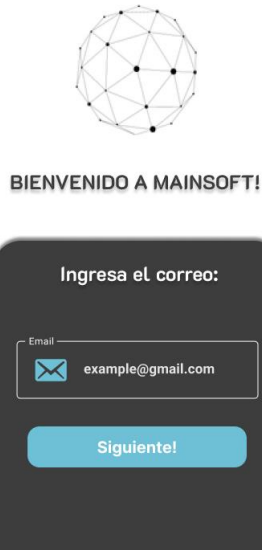 BIENVENIDO A MAINSOFT!
Ingresa el correo:
Email
example@gmail.com
Siguiente!